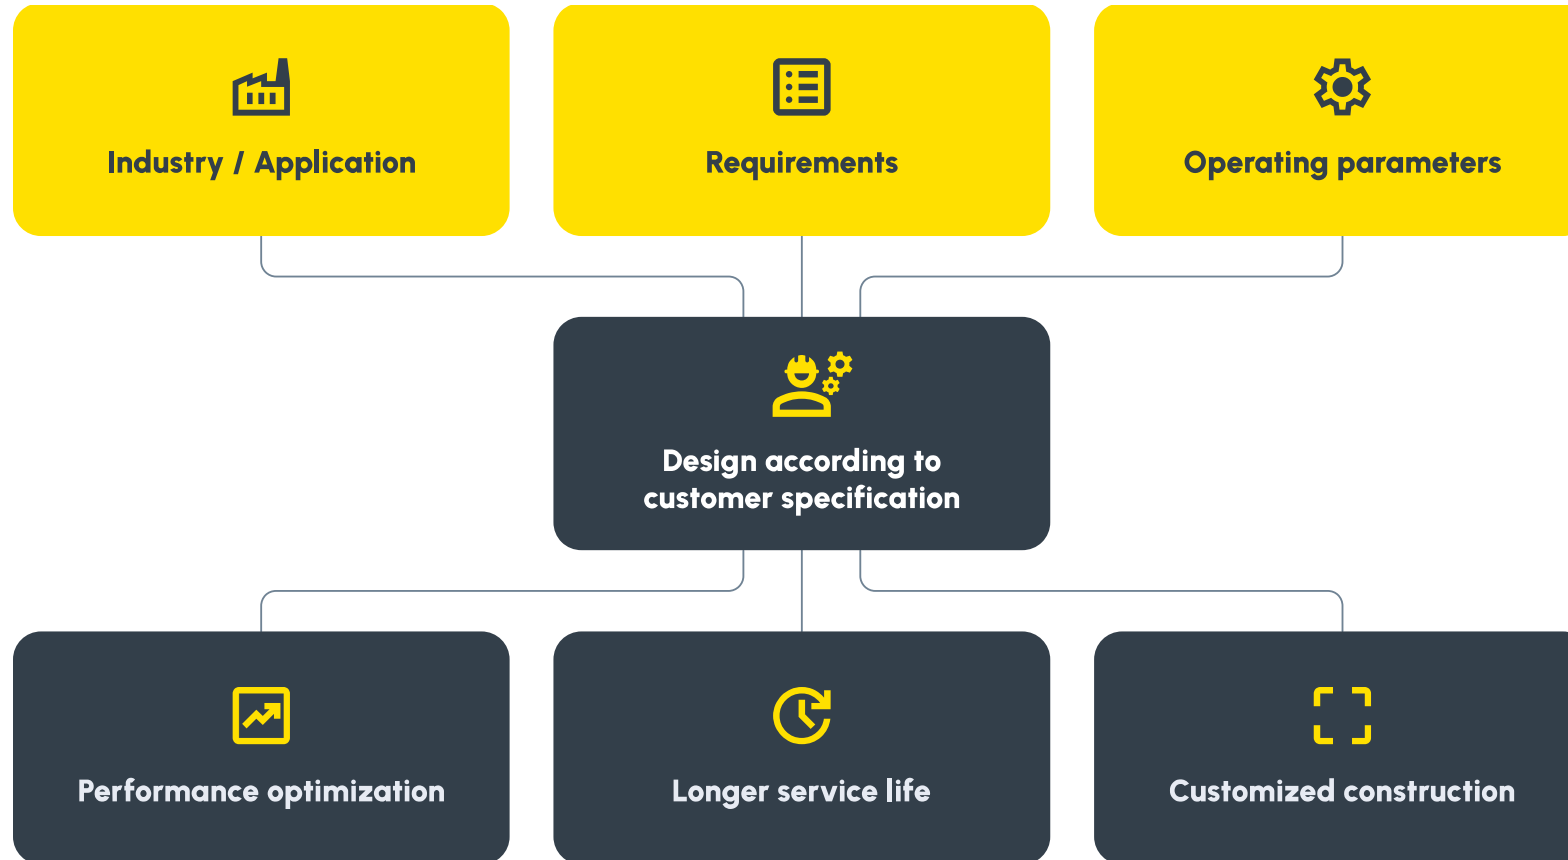 Industry / Application
Requirements
Operating parameters
Design according to
customer specification
Performance optimization
Longer service life
Customized construction